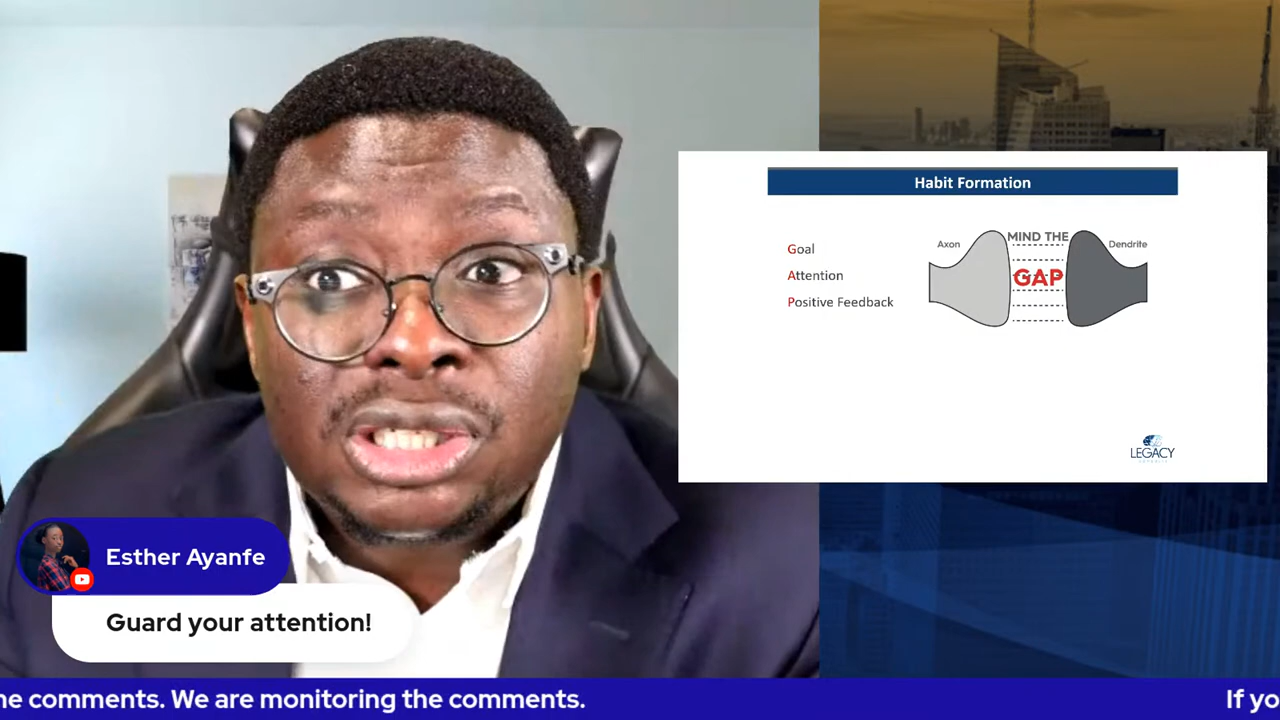 Habit Formation
Goal
Attention
Positive Feedback
Axon
MIND THE
GAP
Dendrite
LEGACY
Esther Ayanfe
Guard your attention!
he comments. We are monitoring the comments.
If yo